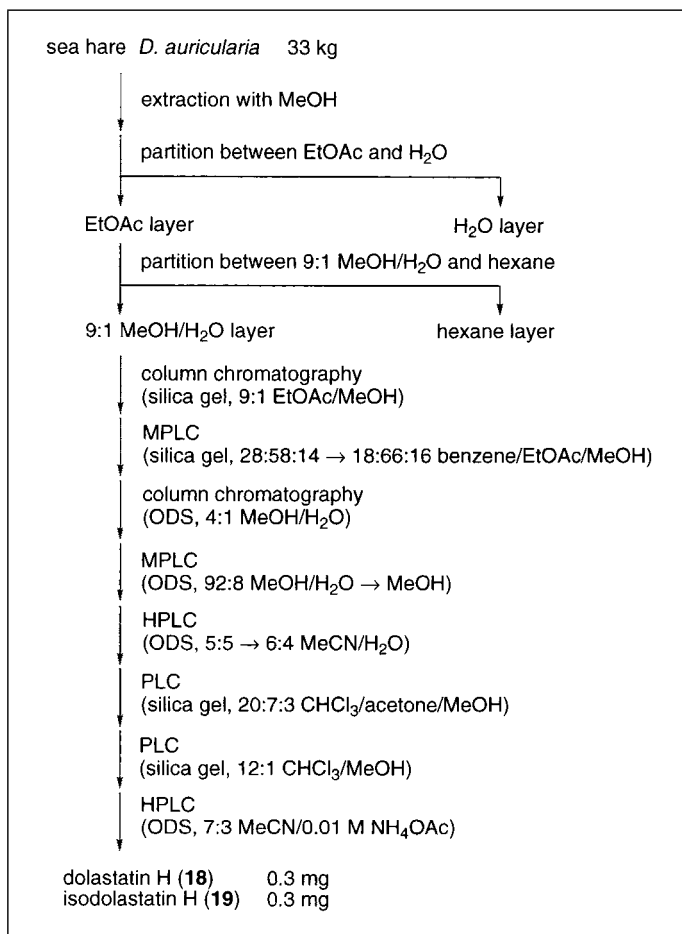 sea hare D. auricularia 33 kg
extraction with MeOH
partition between EtOAc and H₂O
EtOAc layer H₂O layer
partition between 9:1 MeOH/H₂O and hexane
9:1 MeOH/H₂O layer hexane layer
column chromatography
(silica gel, 9:1 EtOAc/MeOH)
MPLC
(silica gel, 28:58:14 → 18:66:16 benzene/EtOAc/MeOH)
column chromatography
(ODS, 4:1 MeOH/H₂O)
MPLC
(ODS, 92:8 MeOH/H₂O → MeOH)
HPLC
(ODS, 5:5 → 6:4 MeCN/H₂O)
PLC
(silica gel, 20:7:3 CHCl₃/acetone/MeOH)
PLC
(silica gel, 12:1 CHCl₃/MeOH)
HPLC
(ODS, 7:3 MeCN/0.01 M NH₄OAc)
dolastatin H (18) 0.3 mg
isodolastatin H (19) 0.3 mg